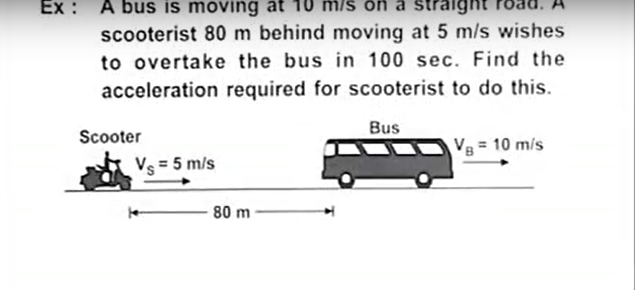 Ex : A bus is moving at 10 m/s on a straight road. A
scooterist 80 m behind moving at 5 m/s wishes
to overtake the bus in 100 sec. Find the
acceleration required for scooterist to do this.
Bus
Scooter
V_B = 10 m/s
V_S = 5 m/s
80 m